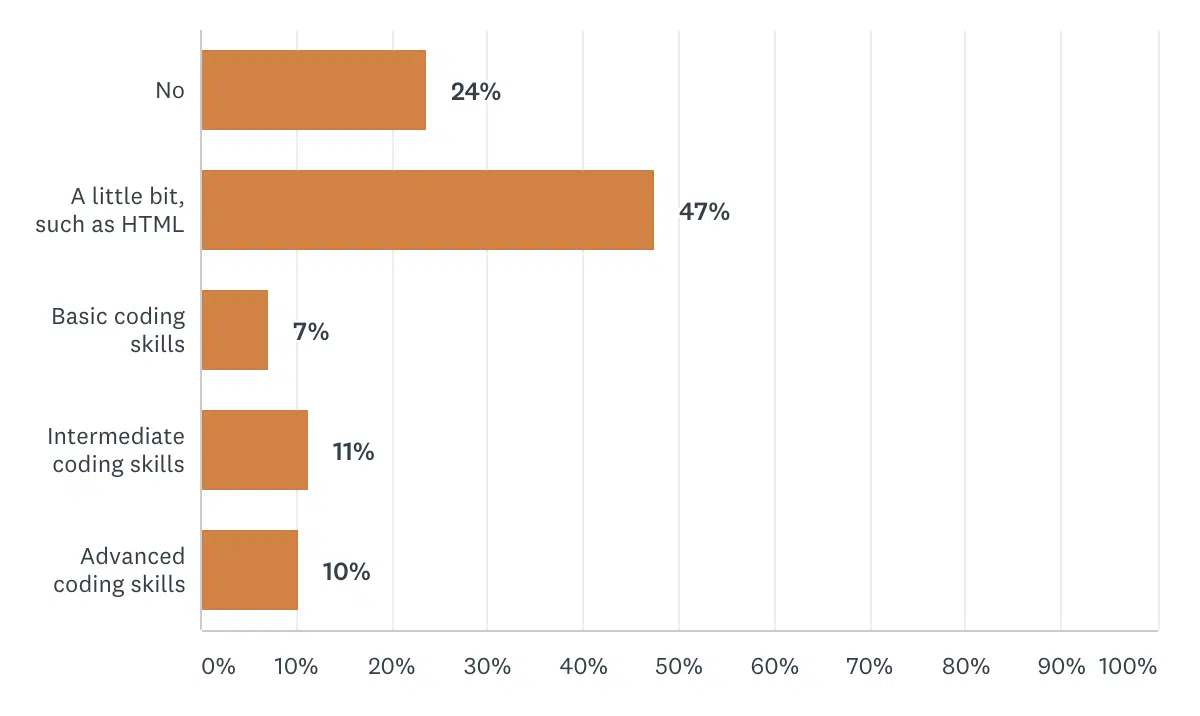 No
24%
A little bit,
such as HTML
47%
Basic coding
skills
7%
Intermediate
coding skills
11%
Advanced
coding skills
10%
0% 10% 20% 30% 40% 50% 60% 70% 80% 90% 100%